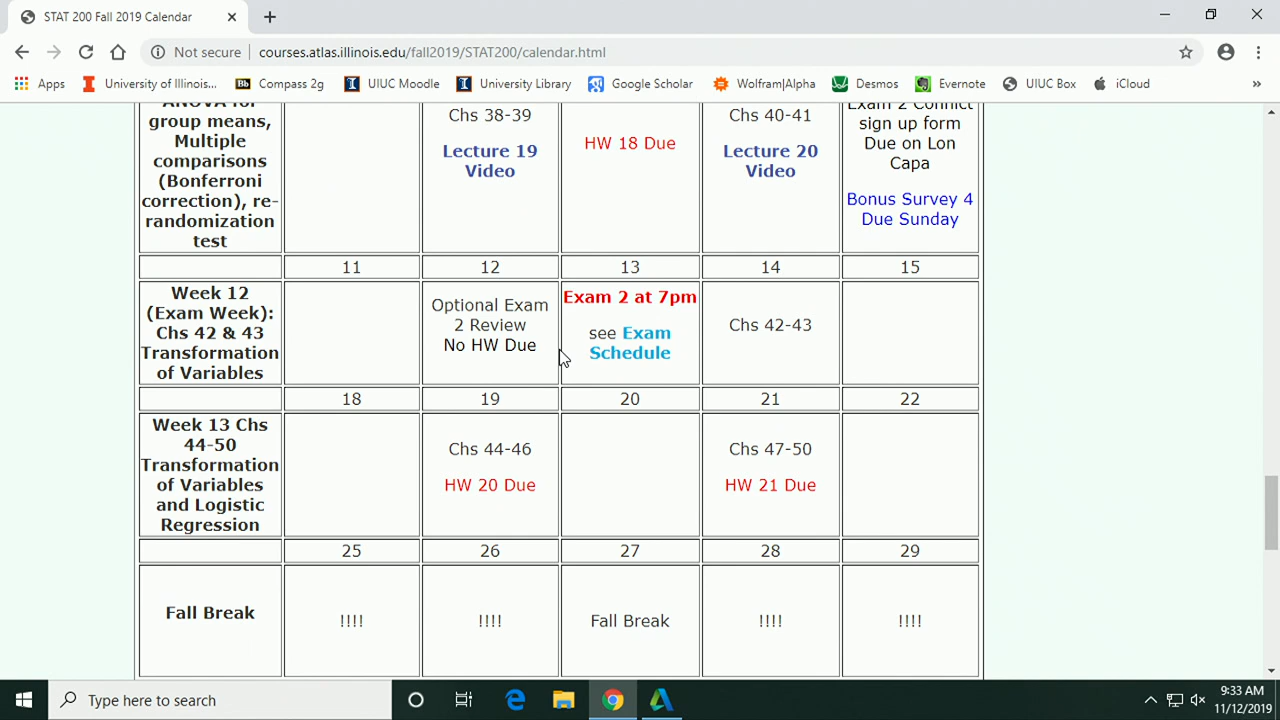 STAT 200 Fall 2019 Calendar
Not secure
courses.atlas.illinois.edu/fall2019/STAT200/calendar.html
Apps
University of Illinois...
Compass 2g
UIUC Moodle
University Library
Google Scholar
Wolfram|Alpha
Desmos
Evernote
UIUC Box
iCloud
ANOVA for
group means,
Multiple
comparisons
(Bonferroni
correction), re-
randomization
test
Chs 38-39
Lecture 19
Video
HW 18 Due
Chs 40-41
Lecture 20
Video
Exam 2 Conflict
sign up form
Due on Lon
Capa
Bonus Survey 4
Due Sunday
11
12
13
14
15
Week 12
(Exam Week):
Chs 42 & 43
Transformation
of Variables
Optional Exam
2 Review
No HW Due
Exam 2 at 7pm
see Exam
Schedule
Chs 42-43
18
19
20
21
22
Week 13 Chs
44-50
Transformation
of Variables
and Logistic
Regression
Chs 44-46
HW 20 Due
Chs 47-50
HW 21 Due
25
26
27
28
29
Fall Break
!!!!
!!!!
Fall Break
!!!!
!!!!
Type here to search
9:33 AM
11/12/2019